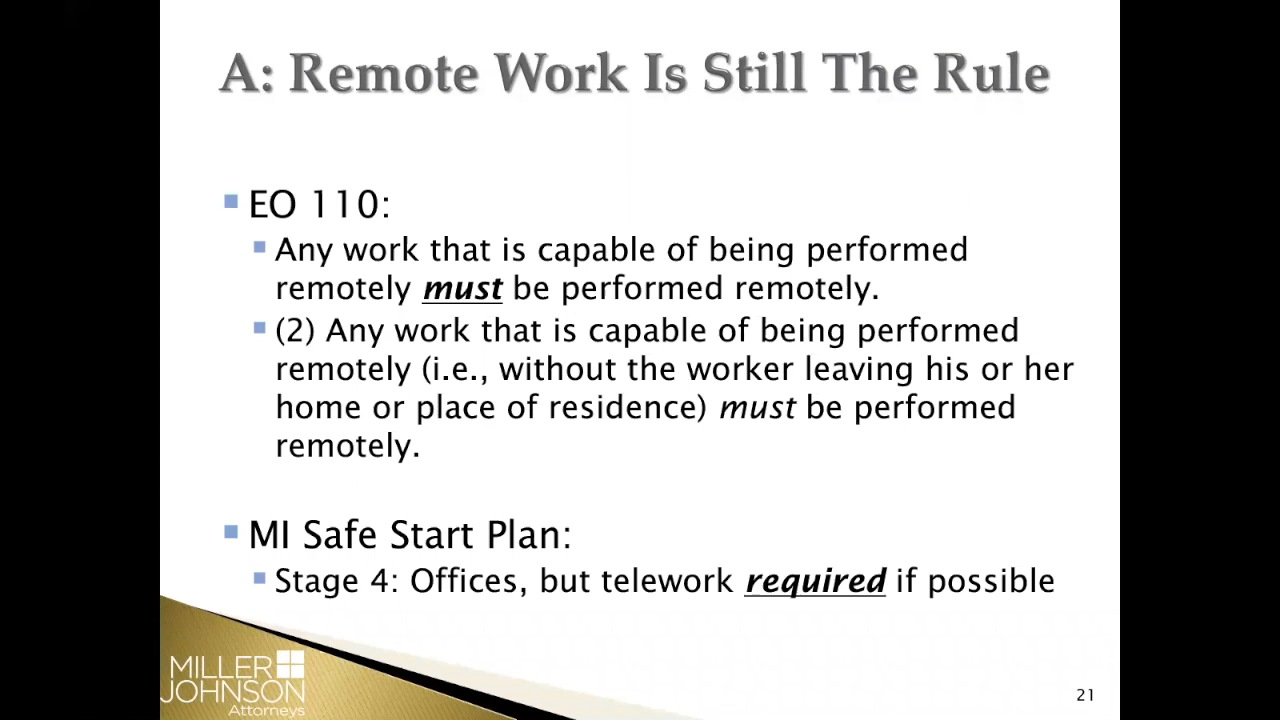 A: Remote Work Is Still The Rule
EO 110:
Any work that is capable of being performed
remotely must be performed remotely.
(2) Any work that is capable of being performed
remotely (i.e., without the worker leaving his or her
home or place of residence) must be performed
remotely.
MI Safe Start Plan:
Stage 4: Offices, but telework required if possible
MILLER
JOHNSON
Attorneys
21